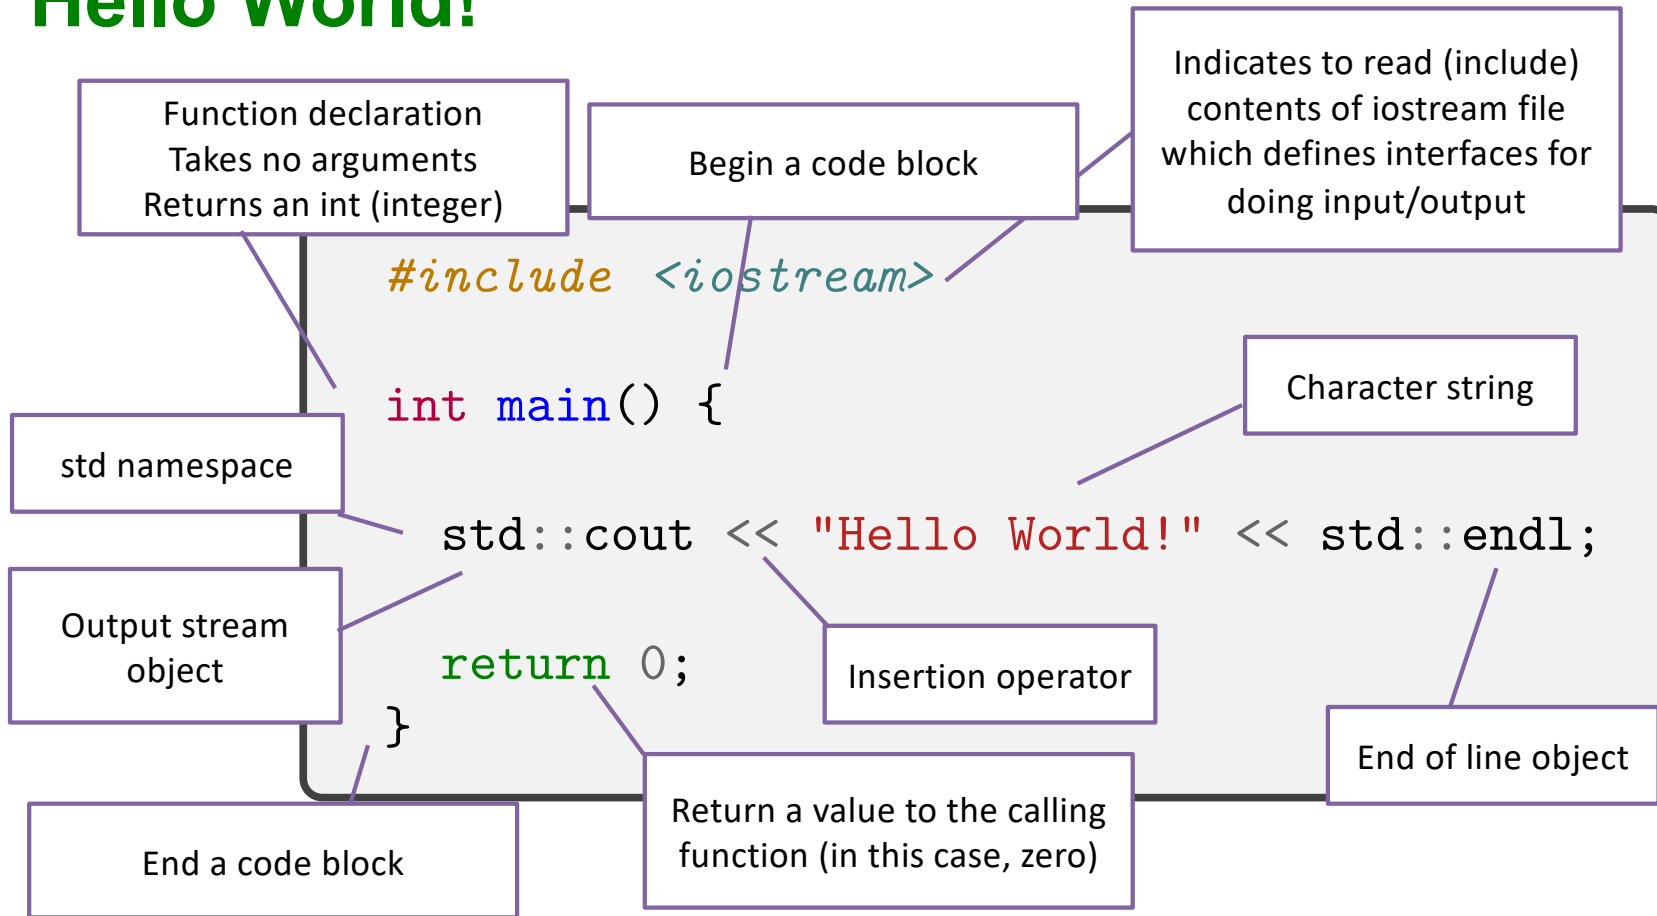 Hello World!
Function declaration
Takes no arguments
Returns an int (integer)
Begin a code block
Indicates to read (include)
contents of iostream file
which defines interfaces for
doing input/output
#include <iostream>
int main() {
Character string
std namespace
std::cout << "Hello World!" << std::endl;
Output stream
object
return 0;
Insertion operator
}
End of line object
Return a value to the calling
function (in this case, zero)
End a code block